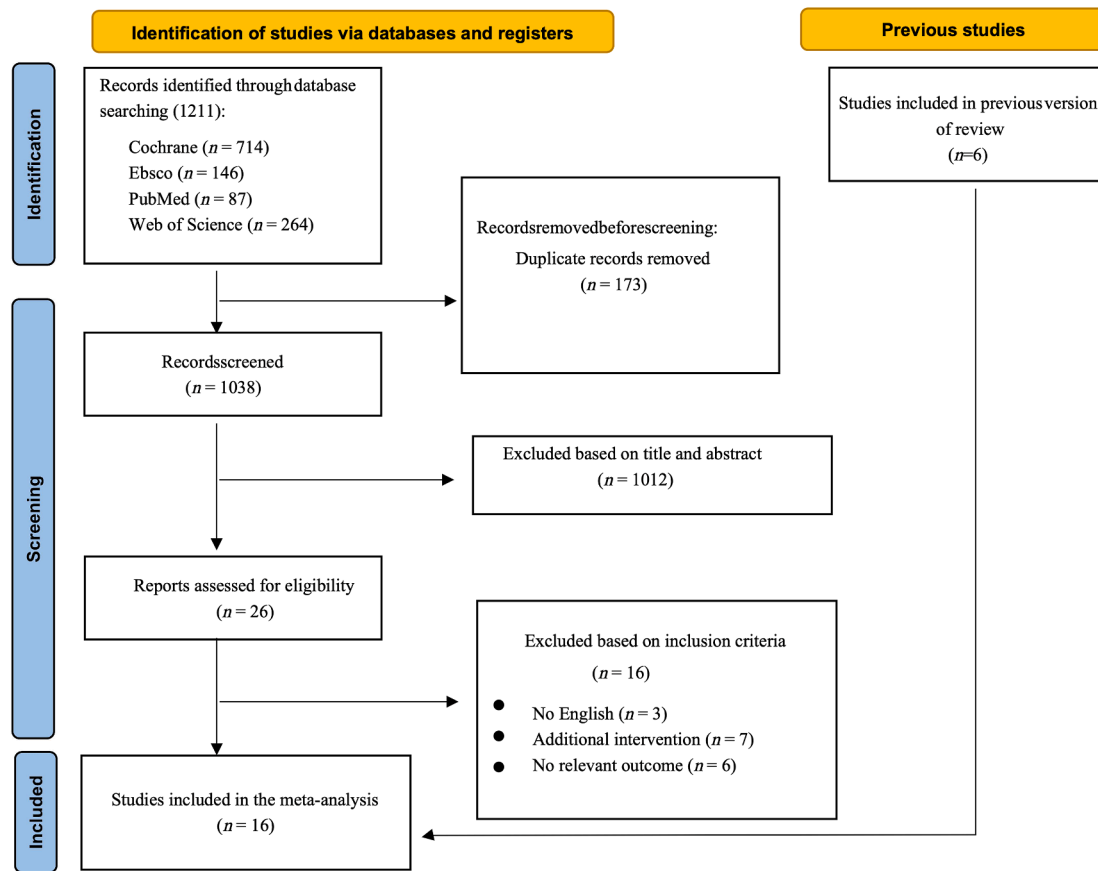 Identification of studies via databases and registers
Previous studies
Identification
Records identified through database
searching (1211):
Cochrane (n = 714)
Ebsco (n = 146)
PubMed (n = 87)
Web of Science (n = 264)
Studies included in previous version
of review
(n=6)
Recordsremovedbeforescreening:
Duplicate records removed
(n = 173)
Screening
Recordsscreened
(n = 1038)
Excluded based on title and abstract
(n = 1012)
Reports assessed for eligibility
(n = 26)
Excluded based on inclusion criteria
(n = 16)
● No English (n = 3)
● Additional intervention (n = 7)
● No relevant outcome (n = 6)
Included
Studies included in the meta-analysis
(n = 16)